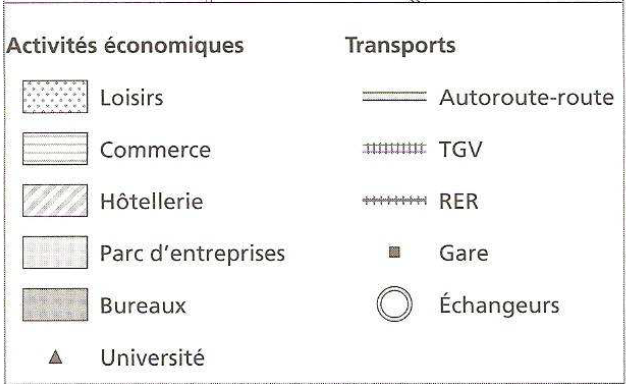 Activités économiques
Loisirs
Commerce
Hôtellerie
Parc d'entreprises
Bureaux
Université
Transports
Autoroute-route
TGV
RER
Gare
Échangeurs